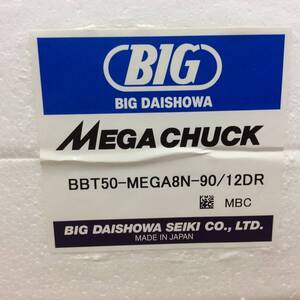 BIG
BIG DAISHOWA
MEGA CHUCK
BBT50-MEGA8N-90/12DR
MBC
BIG DAISHOWA SEIKI CO., LTD.
MADE IN JAPAN